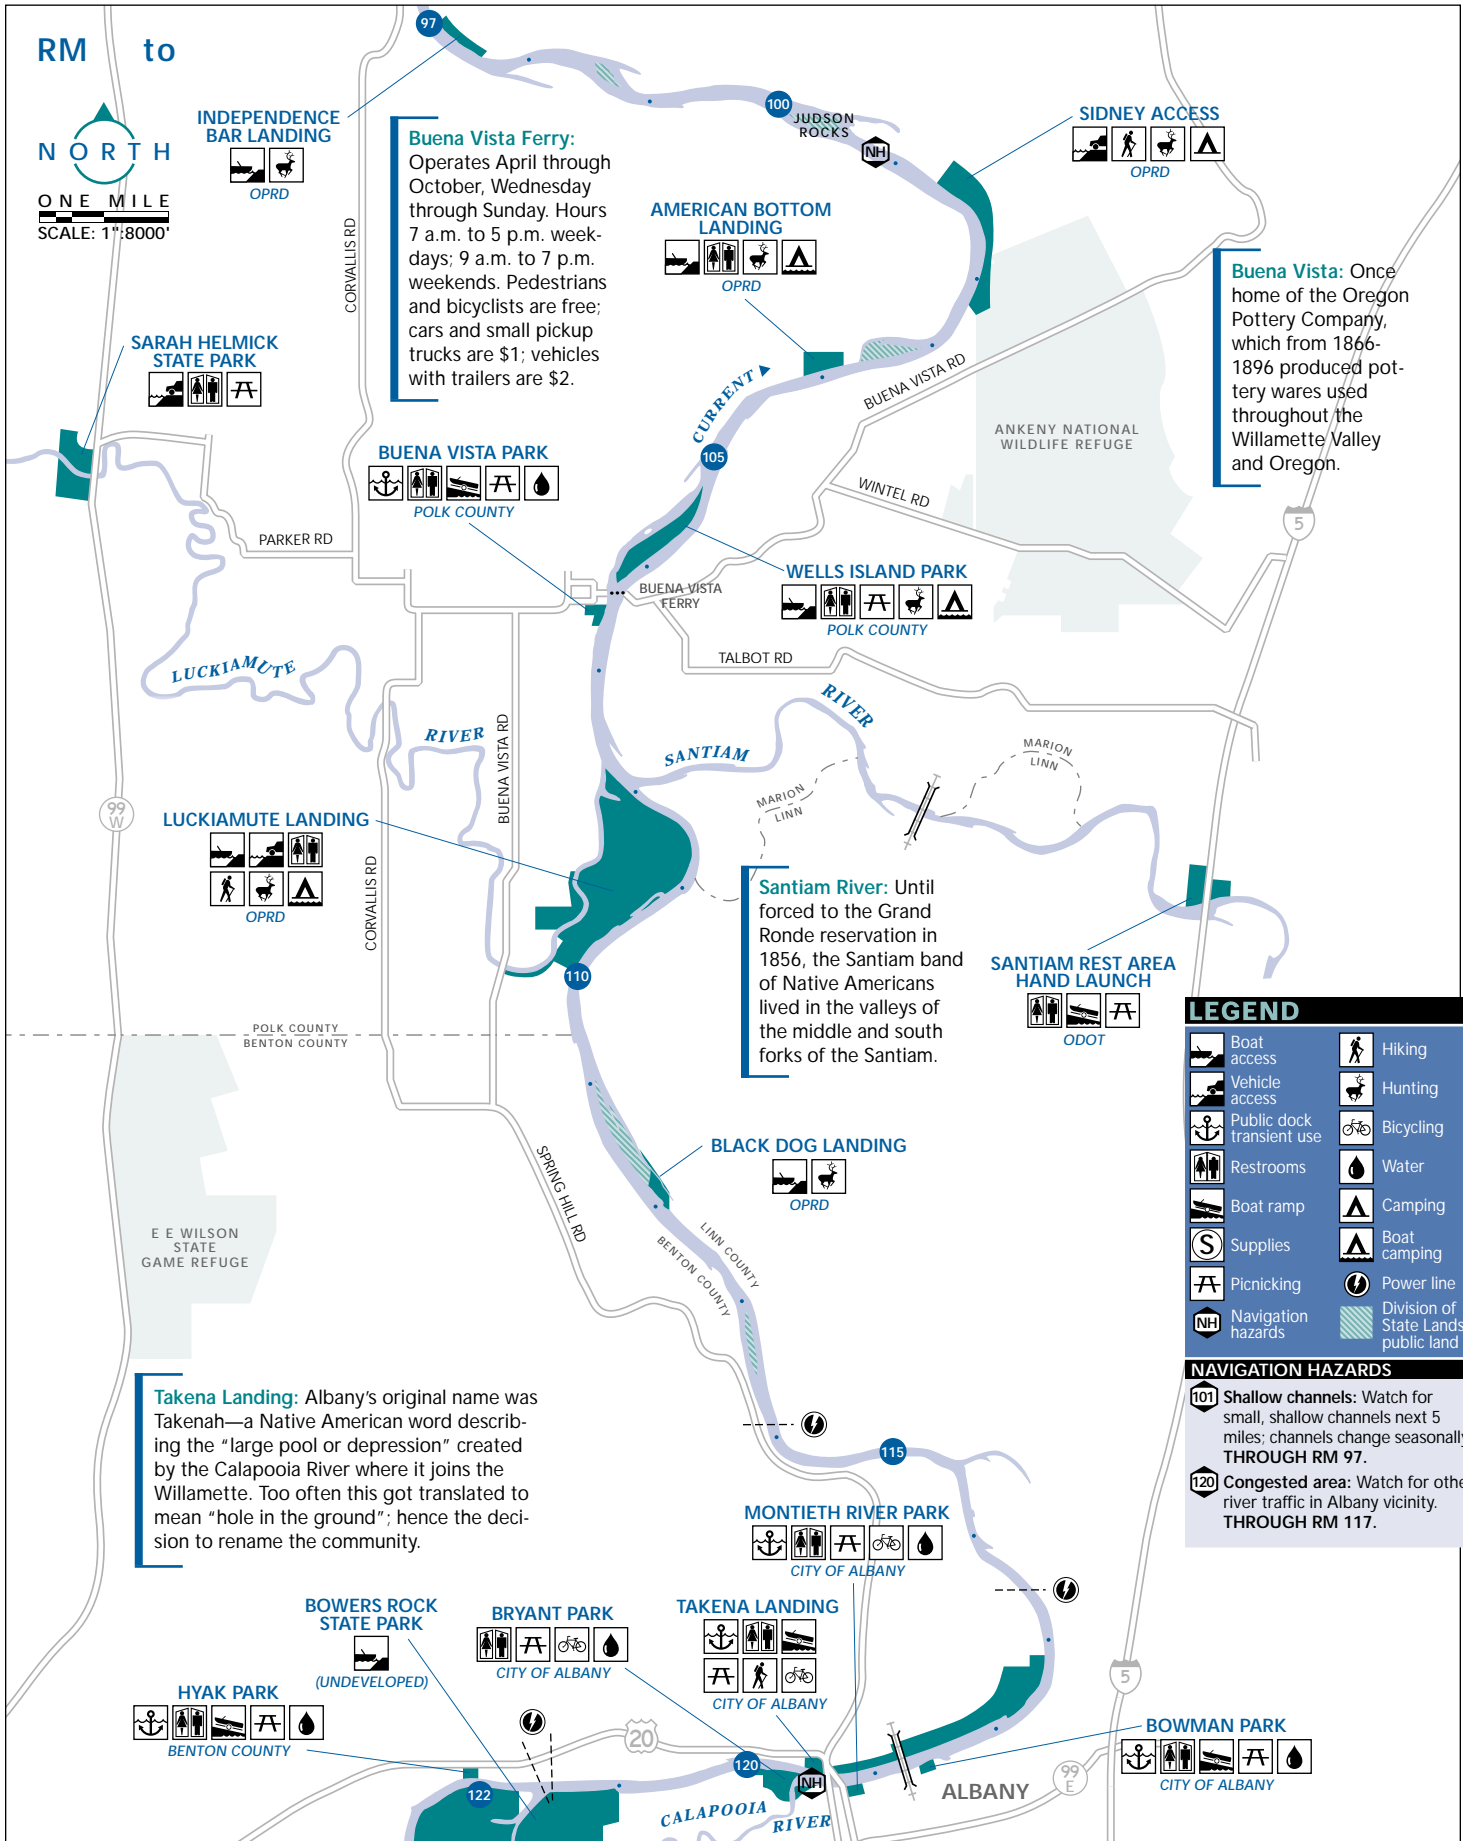 RM to
NORTH
ONE MILE
SCALE: 1":8000'
97
INDEPENDENCE
BAR LANDING
OPRD
Buena Vista Ferry:
Operates April through
October, Wednesday
through Sunday. Hours
7 a.m. to 5 p.m. week-
days; 9 a.m. to 7 p.m.
weekends. Pedestrians
and bicyclists are free;
cars and small pickup
trucks are $1; vehicles
with trailers are $2.
100
JUDSON
ROCKS
NH
SIDNEY ACCESS
OPRD
AMERICAN BOTTOM
LANDING
OPRD
CORVALLIS RD
Buena Vista: Once
home of the Oregon
Pottery Company,
which from 1866-
1896 produced pot-
tery wares used
throughout the
Willamette Valley
and Oregon.
SARAH HELMICK
STATE PARK
CURRENT
BUENA VISTA RD
ANKENY NATIONAL
WILDLIFE REFUGE
BUENA VISTA PARK
POLK COUNTY
105
WINTEL RD
5
PARKER RD
WELLS ISLAND PARK
POLK COUNTY
BUENA VISTA
FERRY
TALBOT RD
LUCKIAMUTE
RIVER
BUENA VISTA RD
SANTIAM
RIVER
MARION
LINN
MARION
LINN
99
W
LUCKIAMUTE LANDING
OPRD
CORVALLIS RD
Santiam River: Until
forced to the Grand
Ronde reservation in
1856, the Santiam band
of Native Americans
lived in the valleys of
the middle and south
forks of the Santiam.
SANTIAM REST AREA
HAND LAUNCH
ODOT
110
POLK COUNTY
BENTON COUNTY
LEGEND
Boat
access
Vehicle
access
Public dock
transient use
Restrooms
Boat ramp
S Supplies
Picnicking
NH Navigation
hazards
Hiking
Hunting
Bicycling
Water
Camping
Boat
camping
Power line
Division of
State Lands
public land
NAVIGATION HAZARDS
101 Shallow channels: Watch for
small, shallow channels next 5
miles; channels change seasonally
THROUGH RM 97.
120 Congested area: Watch for othe
river traffic in Albany vicinity.
THROUGH RM 117.
BLACK DOG LANDING
OPRD
SPRING HILL RD
LINN COUNTY
BENTON COUNTY
E E WILSON
STATE
GAME REFUGE
Takena Landing: Albany's original name was
Takenah—a Native American word describ-
ing the "large pool or depression" created
by the Calapooia River where it joins the
Willamette. Too often this got translated to
mean "hole in the ground"; hence the deci-
sion to rename the community.
115
MONTIETH RIVER PARK
CITY OF ALBANY
BOWERS ROCK
STATE PARK
(UNDEVELOPED)
BRYANT PARK
CITY OF ALBANY
TAKENA LANDING
CITY OF ALBANY
HYAK PARK
BENTON COUNTY
20
5
BOWMAN PARK
CITY OF ALBANY
120
NH
122
99
E
ALBANY
CALAPOOIA
RIVER